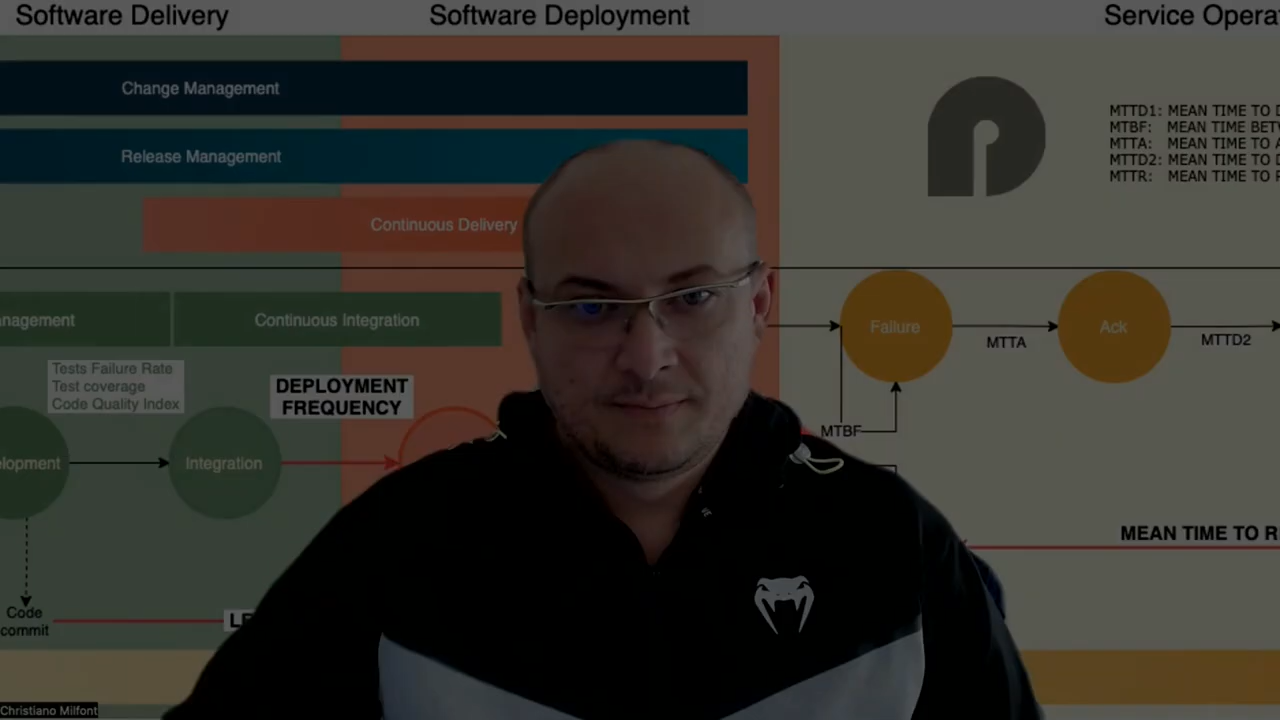 Software Delivery
Software Deployment
Service Opera
Change Management
Release Management
Continuous Delivery
MTTD1: MEAN TIME TO D
MTBF: MEAN TIME BET
MTTA: MEAN TIME TO A
MTTD2: MEAN TIME TO D
MTTR: MEAN TIME TO R
nagement
Continuous Integration
Failure
MTTA
Ack
MTTD2
Tests Failure Rate
Test coverage
Code Quality Index
DEPLOYMENT
FREQUENCY
MTBF
lopment
Integration
MEAN TIME TO R
Code
commit
LE
Christiano Milfont